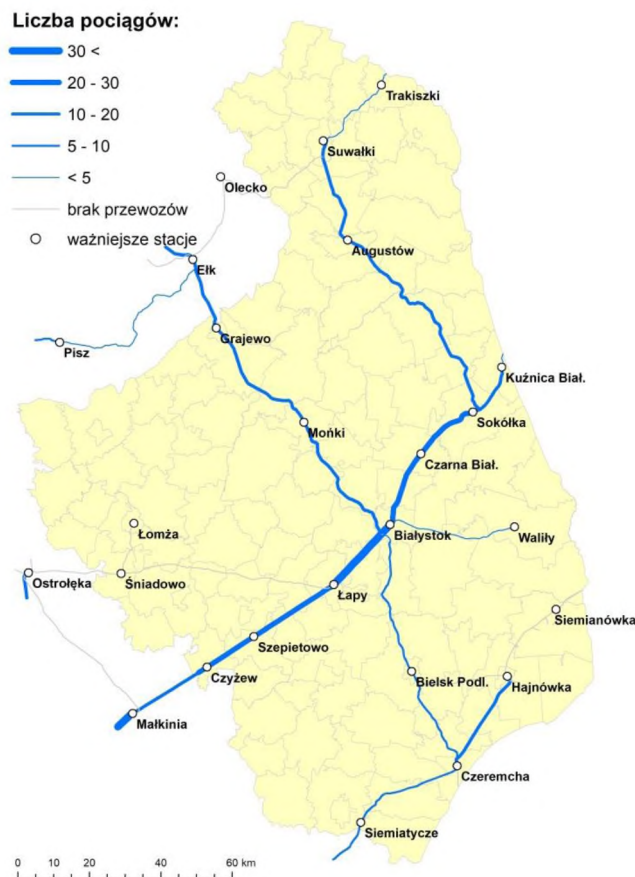 Liczba pociągów:
30 <
20 - 30
10 - 20
5 - 10
< 5
brak przewozów
ważniejsze stacje
Trakiszki
Suwałki
Olecko
Augustów
Ełk
Grajewo
Pisz
Kuźnica Biał.
Sokółka
Mońki
Czarna Biał.
Białystok
Waliły
Łomża
Ostrołęka
Śniadowo
Łapy
Siemianówka
Szepietowo
Czyżew
Bielsk Podl.
Hajnówka
Małkinia
Czeremcha
Siemiatycze
0 10 20 40 60 km